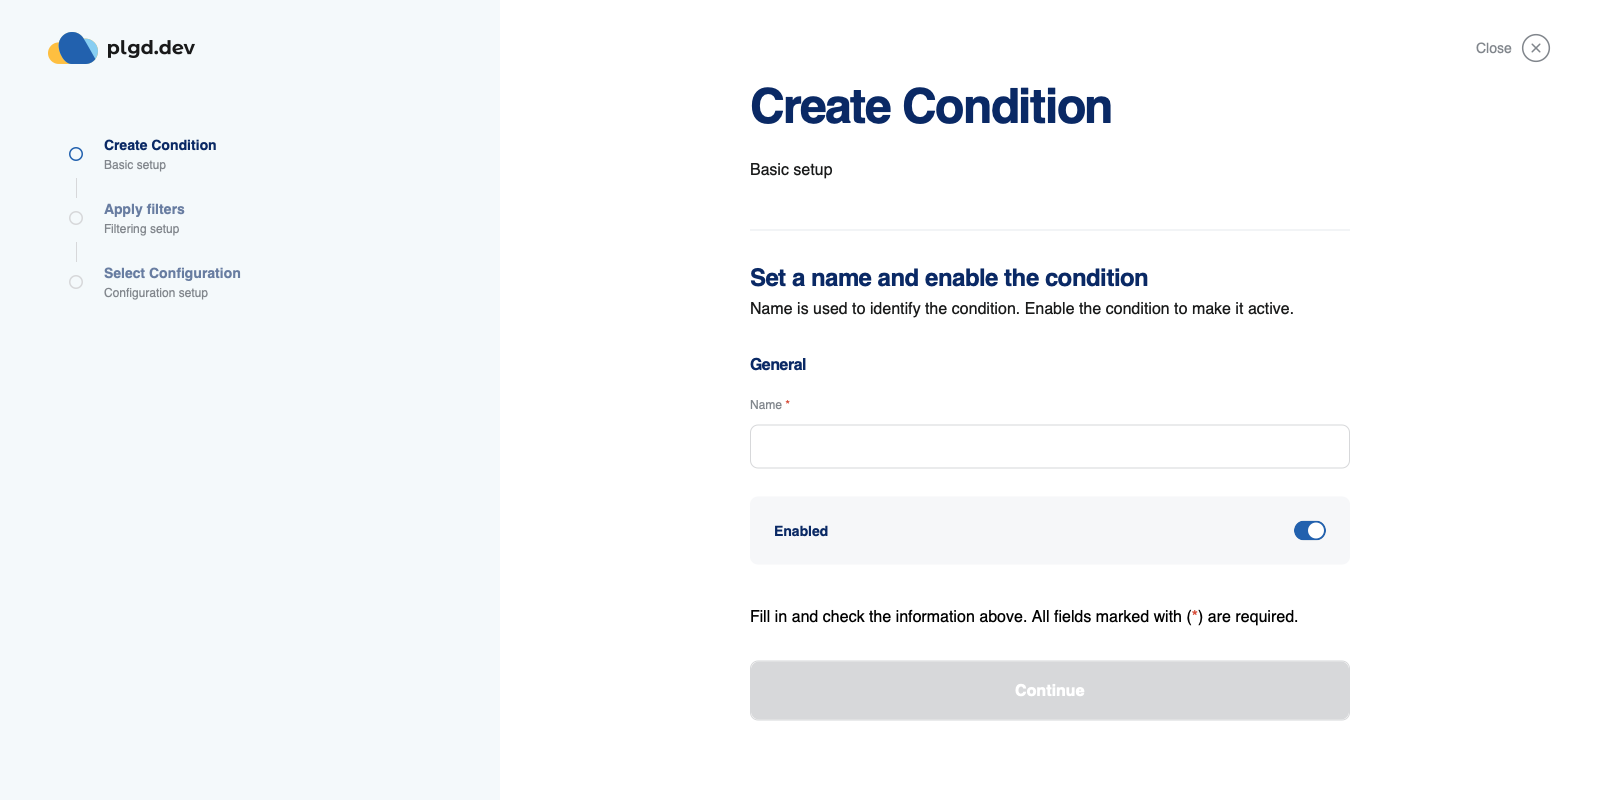 plgd.dev
Create Condition
Basic setup
Apply filters
Filtering setup
Select Configuration
Configuration setup
Close
Create Condition
Basic setup
Set a name and enable the condition
Name is used to identify the condition. Enable the condition to make it active.
General
Name *
Enabled
Fill in and check the information above. All fields marked with (*) are required.
Continue